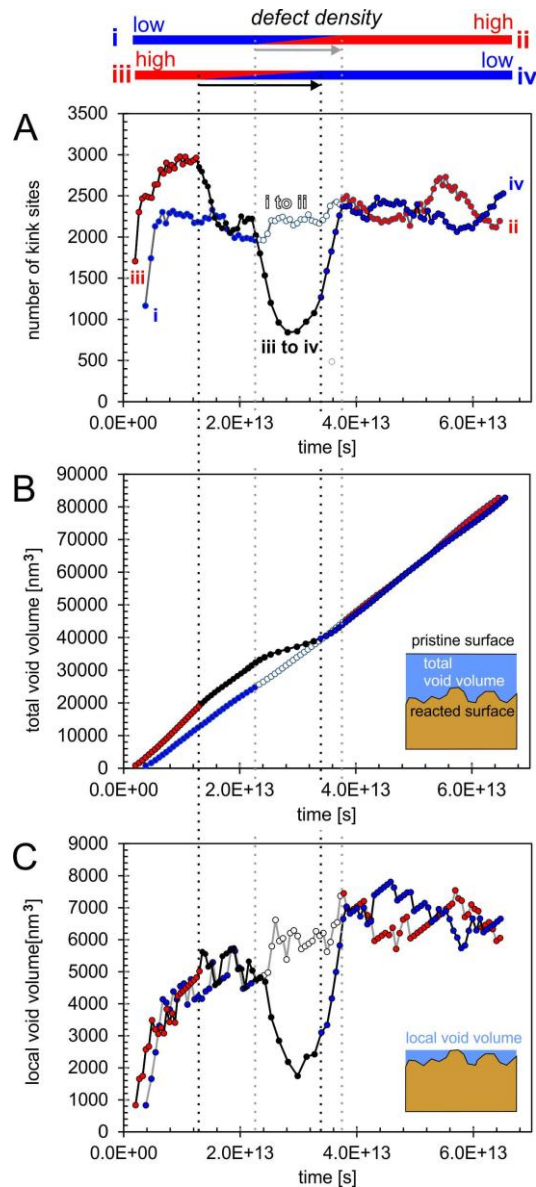 defect density
i low high ii
iii high low iv
A
3500
3000
2500
2000
1500
1000
500
0
number of kink sites
i to ii
iv
ii
iii
i
iii to iv
0.0E+00 2.0E+13 4.0E+13 6.0E+13
time [s]
B
90000
80000
70000
60000
50000
40000
30000
20000
10000
0
total void volume [nm³]
pristine surface
total
void volume
reacted surface
0.0E+00 2.0E+13 4.0E+13 6.0E+13
time [s]
C
9000
8000
7000
6000
5000
4000
3000
2000
1000
0
local void volume[nm³]
local void volume
0.0E+00 2.0E+13 4.0E+13 6.0E+13
time [s]